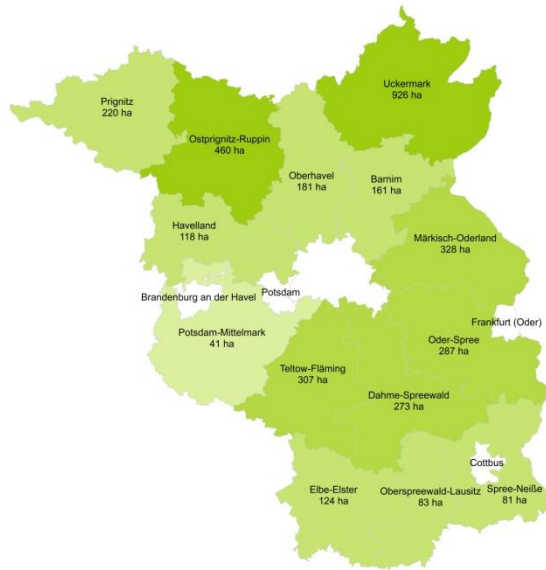 Uckermark
926 ha
Prignitz
220 ha
Ostprignitz-Ruppin
460 ha
Oberhavel
181 ha
Barnim
161 ha
Havelland
118 ha
Märkisch-Oderland
328 ha
Potsdam
Brandenburg an der Havel
Frankfurt (Oder)
Potsdam-Mittelmark
41 ha
Oder-Spree
287 ha
Teltow-Fläming
307 ha
Dahme-Spreewald
273 ha
Cottbus
Elbe-Elster
124 ha
Oberspreewald-Lausitz
83 ha
Spree-Neiße
81 ha